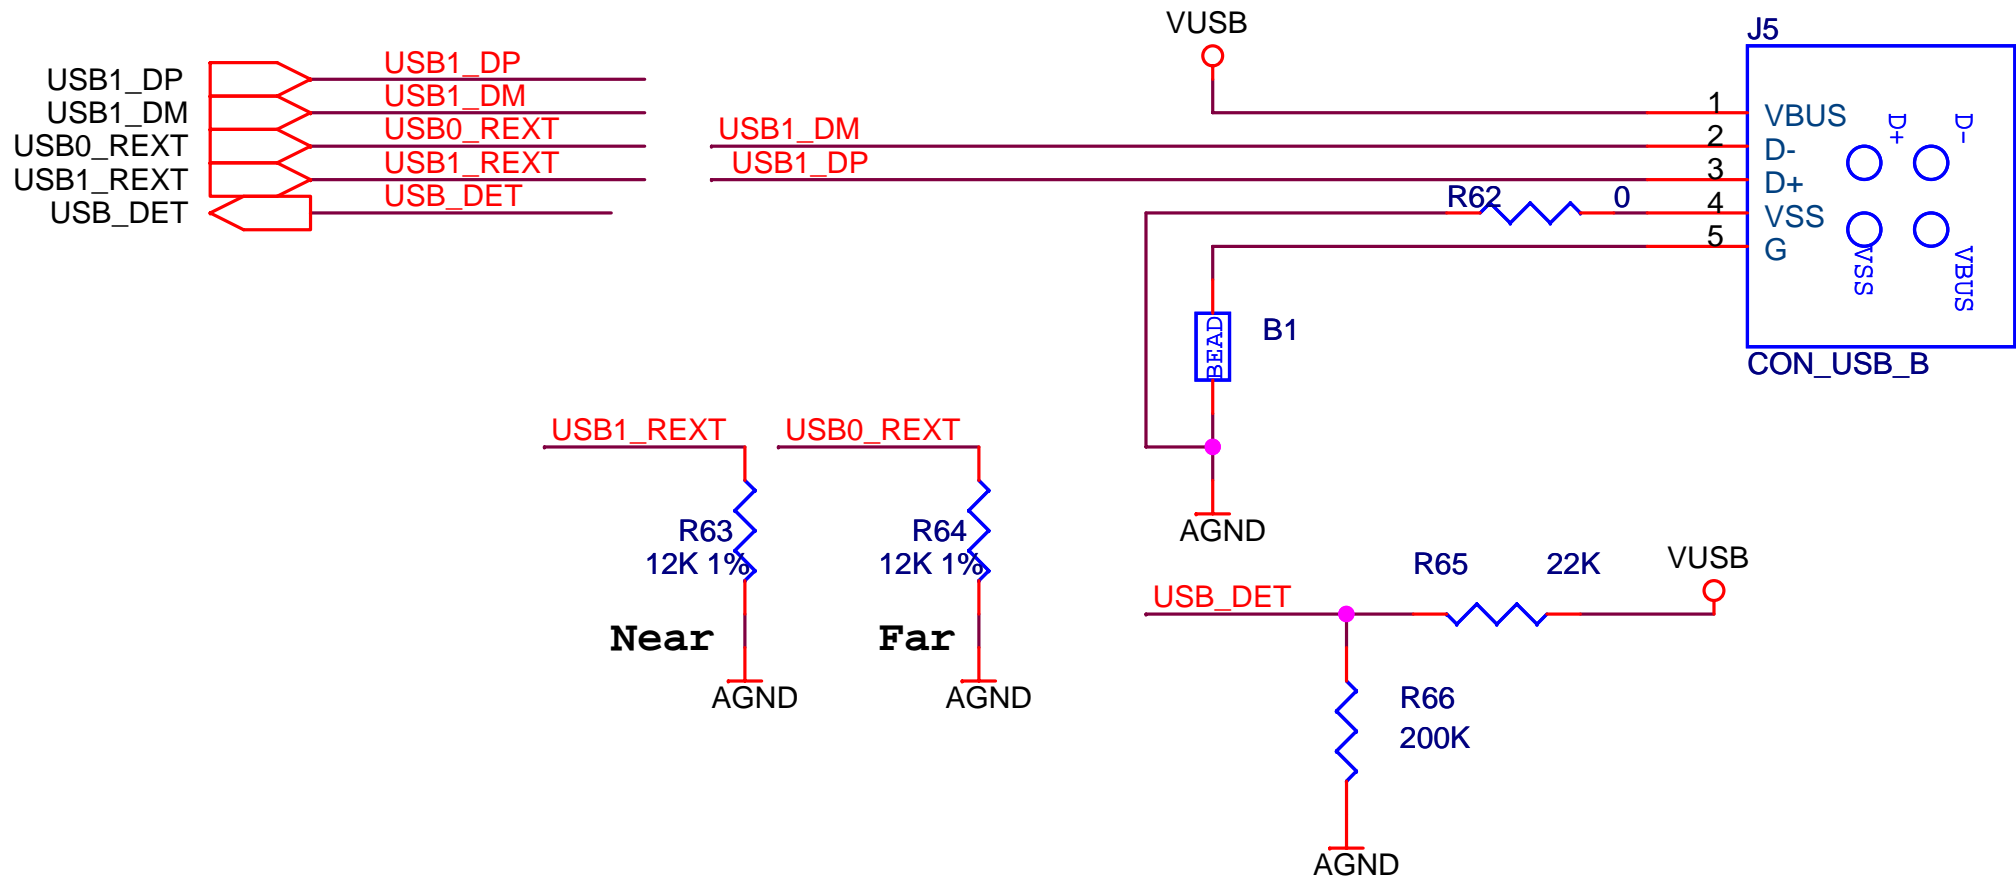 VUSB
J5
USB1_DP USB1_DP
USB1_DM USB1_DM
USB0_REXT USB0_REXT
USB1_REXT USB1_REXT
USB_DET USB_DET
USB1_DM
USB1_DP
1 VBUS
2 D-
3 D+
R62 0 4 VSS
5 G
D+ D-
VSS VBUS
CON_USB_B
BEAD B1
AGND
USB1_REXT USB0_REXT
R63 R64
12K 1% 12K 1%
Near Far
AGND AGND
R65 22K VUSB
USB_DET
R66
200K
AGND